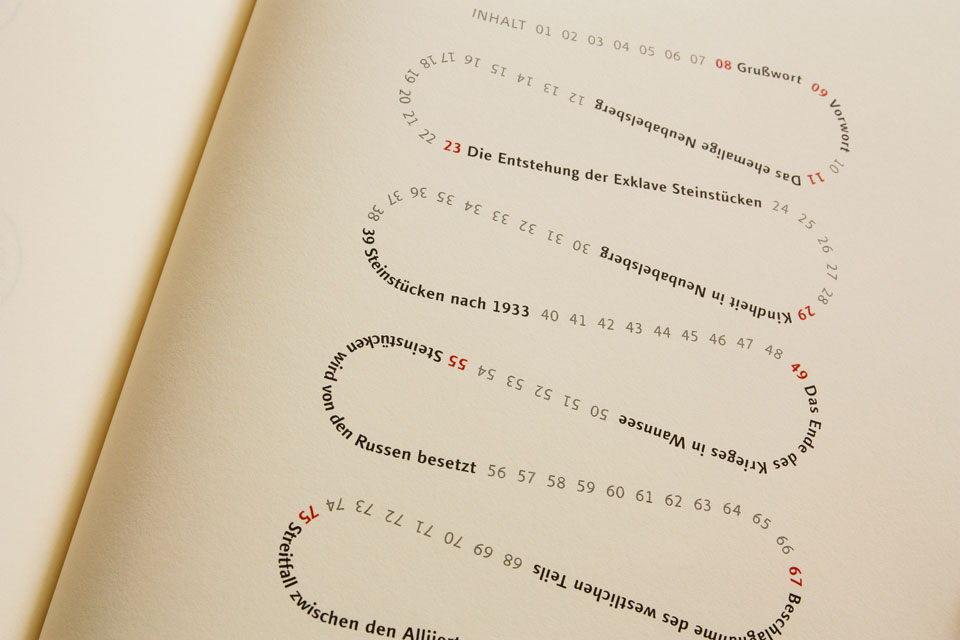 INHALT 01 02 03 04 05 06 07 08 Grußwort 09 Vorwort 10
11 Das ehemalige Neubabelsberg 12 13 14 15 16 17 18 19 20 21 22
23 Die Entstehung der Exklave Steinstücken 24 25 26 27 28
29 Kindheit in Neubabelsberg 30 31 32 33 34 35 36 37 38
39 Steinstücken nach 1933 40 41 42 43 44 45 46 47 48
49 Das Ende des Krieges in Wannsee 50 51 52 53 54
55 Steinstücken wird von den Russen besetzt 56 57 58 59 60 61 62 63 64 65 66
67 Beschlagnahme des westlichen Teils 68 69 70 71 72 73 74
75 Streitfall zwischen den